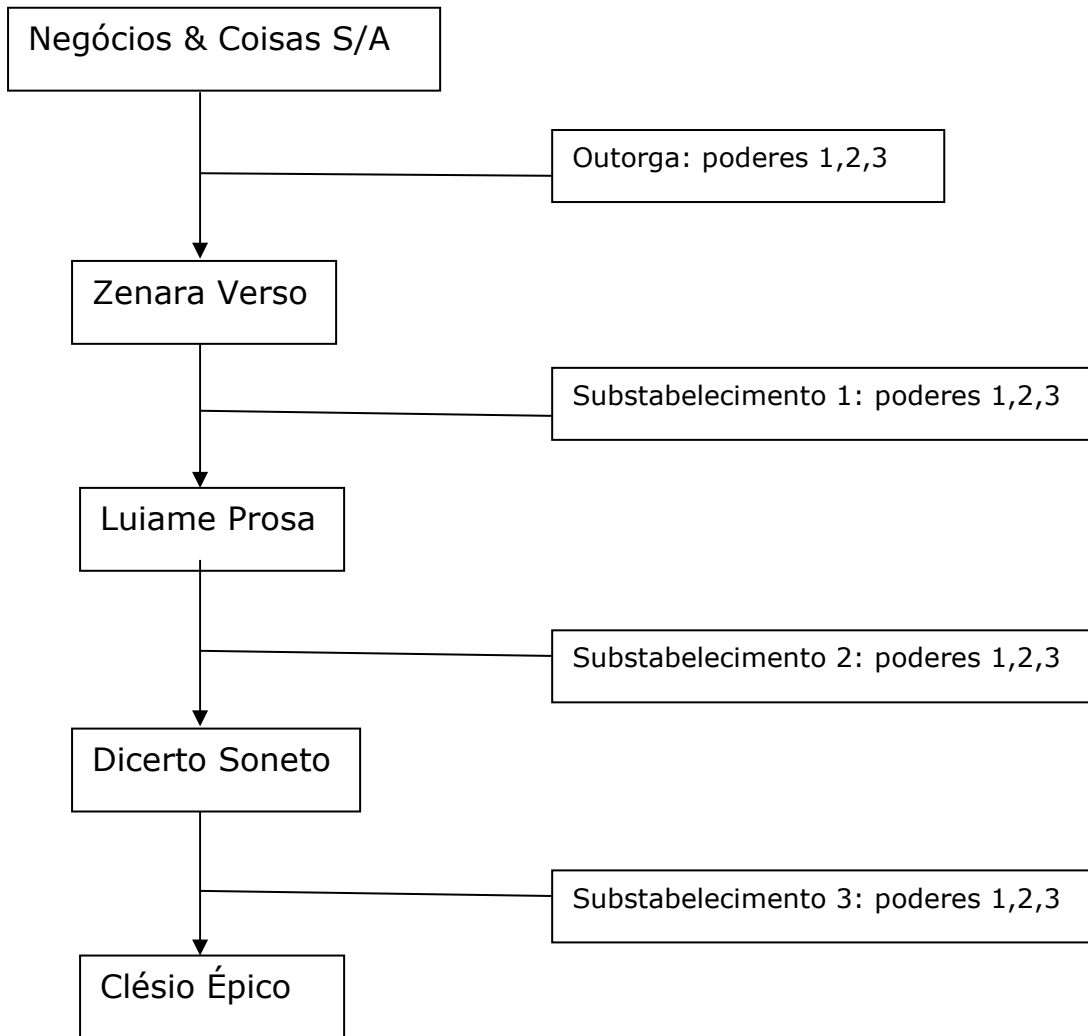 Negócios & Coisas S/A
Outorga: poderes 1,2,3
Zenara Verso
Substabelecimento 1: poderes 1,2,3
Luiame Prosa
Substabelecimento 2: poderes 1,2,3
Dicerto Soneto
Substabelecimento 3: poderes 1,2,3
Clésio Épico